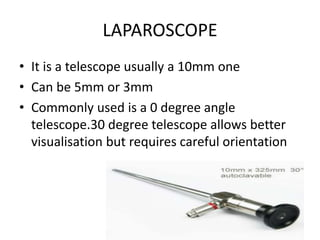 LAPAROSCOPE
• It is a telescope usually a 10mm one
• Can be 5mm or 3mm
• Commonly used is a 0 degree angle
telescope.30 degree telescope allows better
visualisation but requires careful orientation
10mm x 325mm 30°
autoclavable